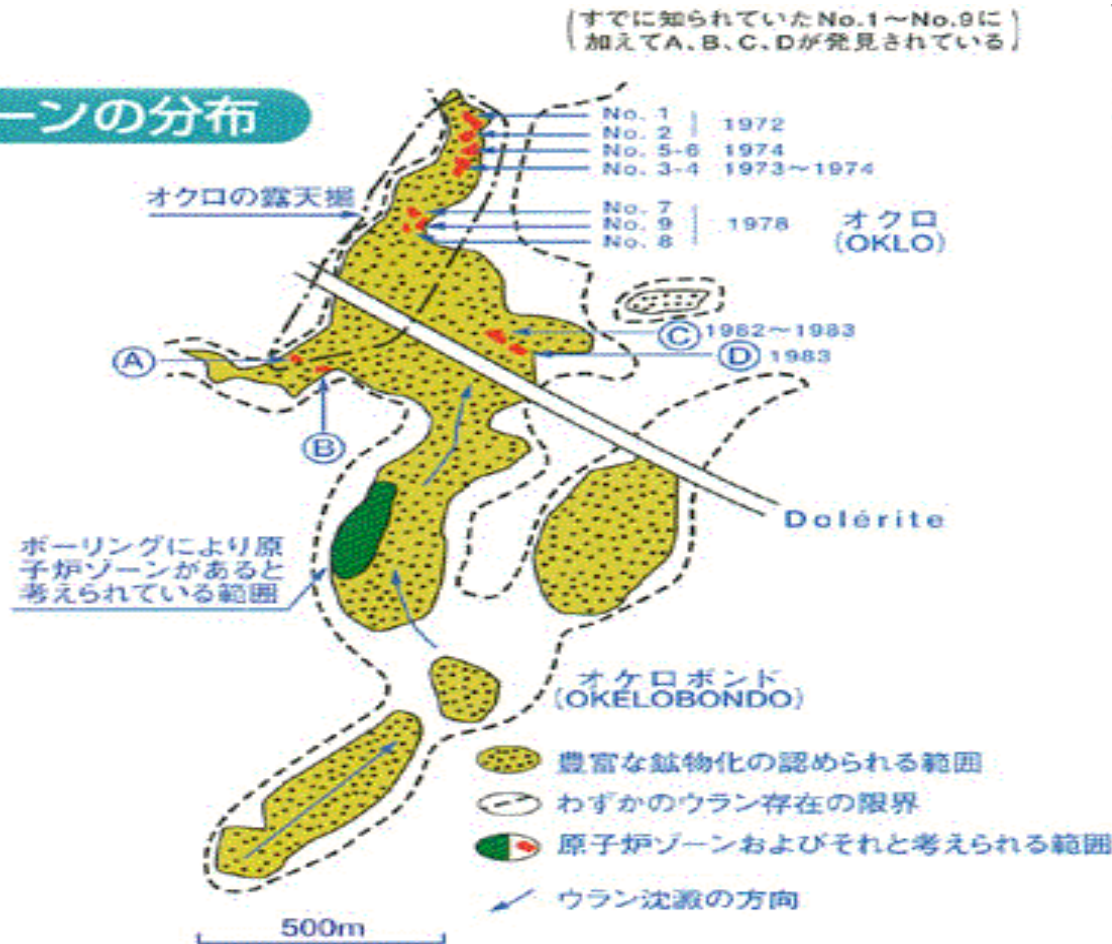 (すでに知られていたNo.1～No.9に
加えてA、B、C、Dが発見されている)
ーンの分布
No. 1
No. 2
1972
No. 5-6 1974
No. 3-4 1973～1974
オクロの露天掘
No. 7
No. 9
No. 8
1978
オクロ
(OKLO)
C 1982～1983
D 1983
A
B
Dolérite
ボーリングにより原
子炉ゾーンがあると
考えられている範囲
オケロボンド
(OKÉLOBONDO)
豊富な鉱物化の認められる範囲
わずかのウラン存在の限界
原子炉ゾーンおよびそれと考えられる範囲
ウラン沈澱の方向
500m